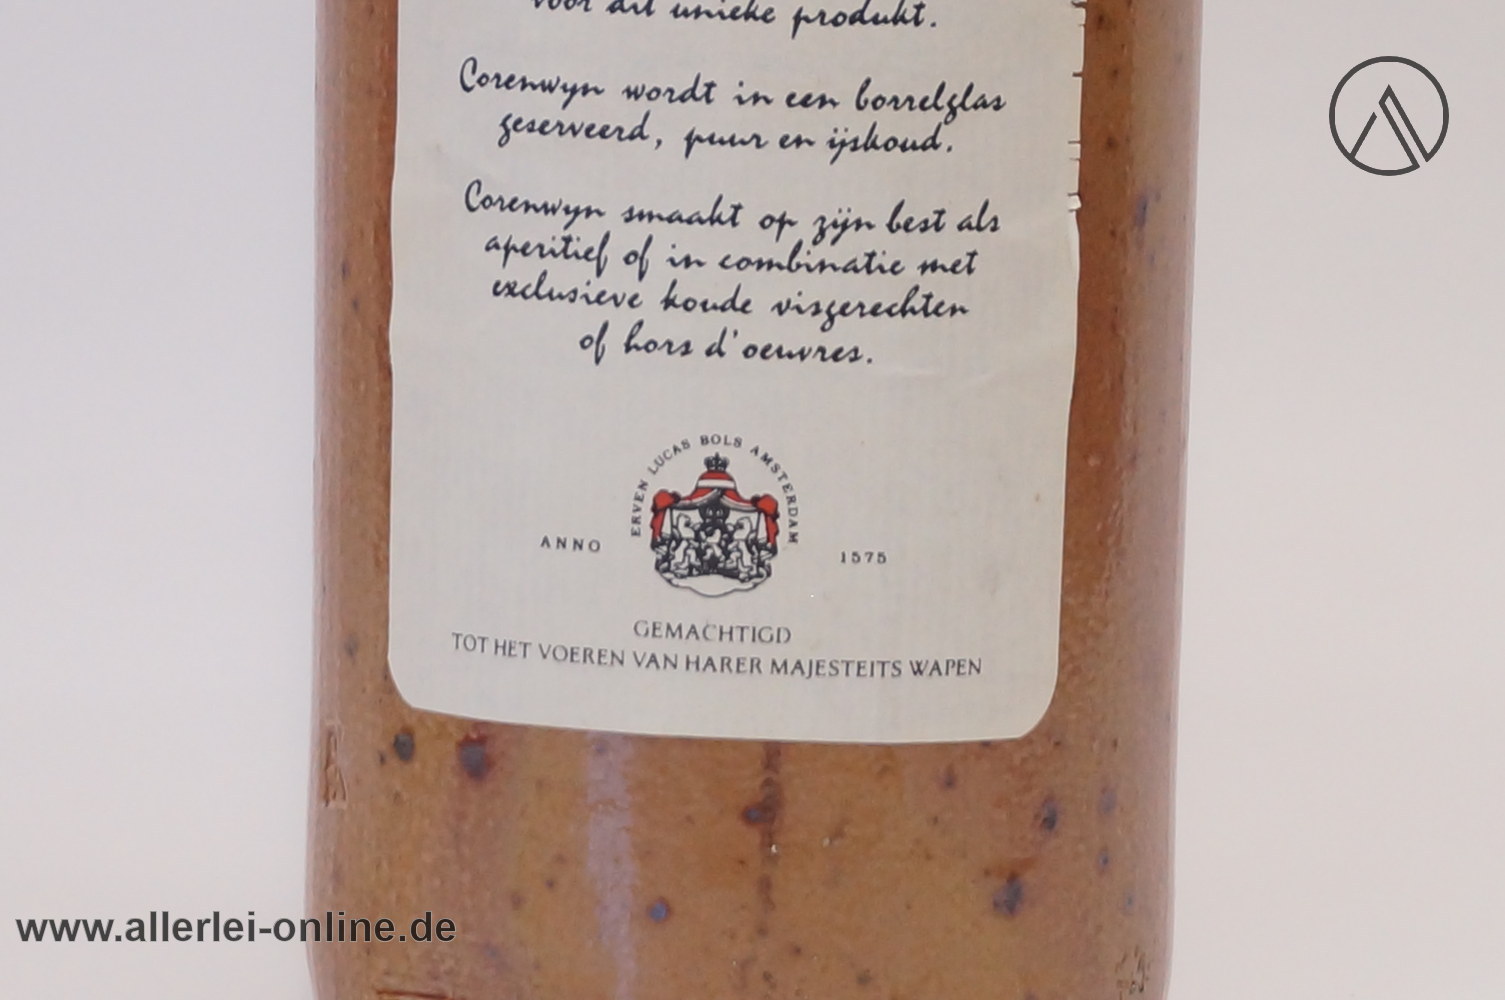 voor dit unieke produkt.
Corenwyn wordt in een borrelglas
geserveerd, puur en ijskoud.
Corenwyn smaakt op zijn best als
aperitief of in combinatie met
exclusieve koude visgerechten
of hors d'oeuvres.
ERVEN LUCAS BOLS AMSTERDAM
ANNO 1575
GEMACHTIGD
TOT HET VOEREN VAN HARER MAJESTEITS WAPEN
www.allerlei-online.de